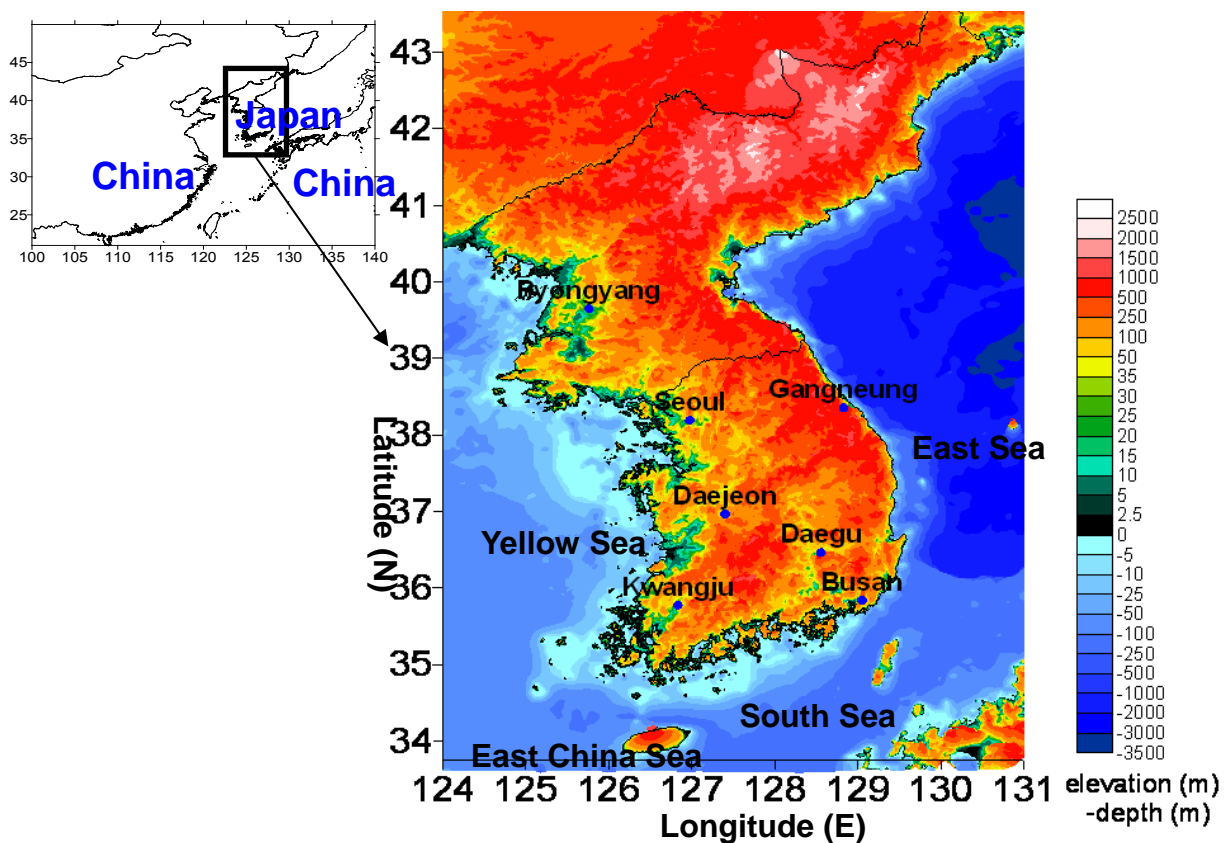 45
40
35
30
25
100 105 110 115 120 125 130 135 140
China
Japan
China
43
42
41
40
39
38
37
36
35
34
Latitude (N)
124 125 126 127 128 129 130 131
Longitude (E)
Pyongyang
Seoul
Gangneung
East Sea
Daejeon
Daegu
Yellow Sea
Kwangju
Busan
South Sea
East China Sea
2500
2000
1500
1000
500
250
100
50
35
30
25
20
15
10
5
2.5
0
-5
-10
-25
-50
-100
-250
-500
-1000
-2000
-3000
-3500
elevation (m)
-depth (m)